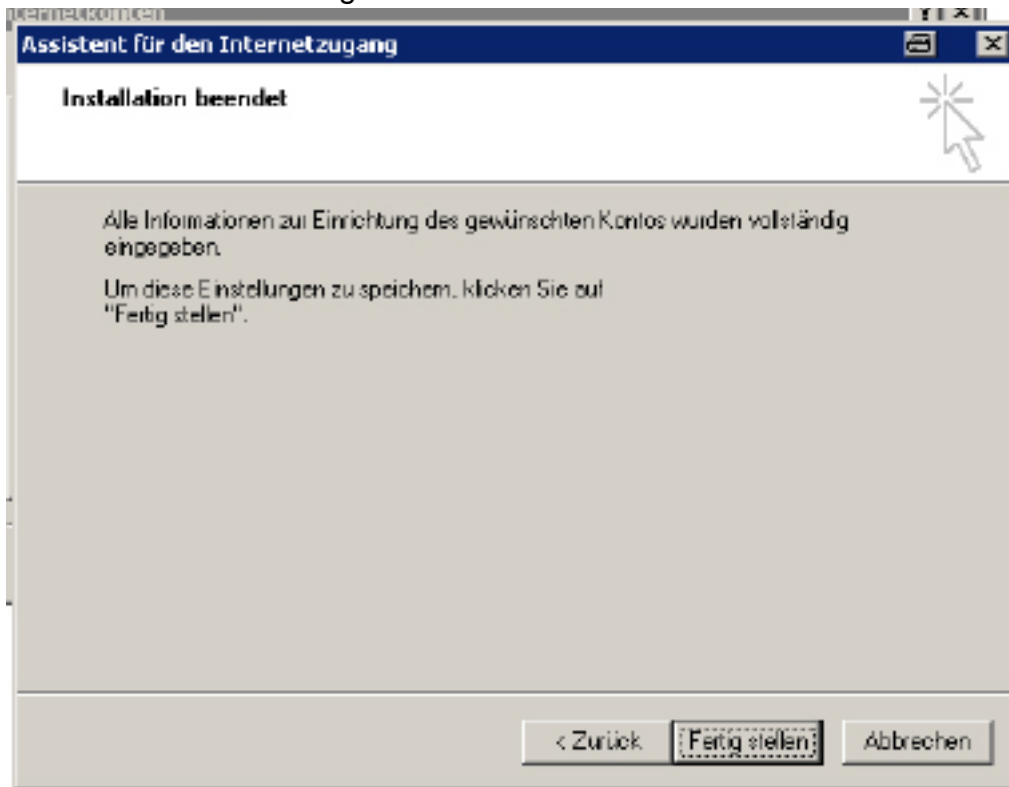 ternetkonten
Assistent für den Internetzugang
Installation beendet
Alle Informationen zur Einrichtung des gewünschten Kontos wurden vollständig
eingegeben.
Um diese Einstellungen zu speichern, klicken Sie auf
"Fertig stellen".
< Zurück Fertig stellen Abbrechen